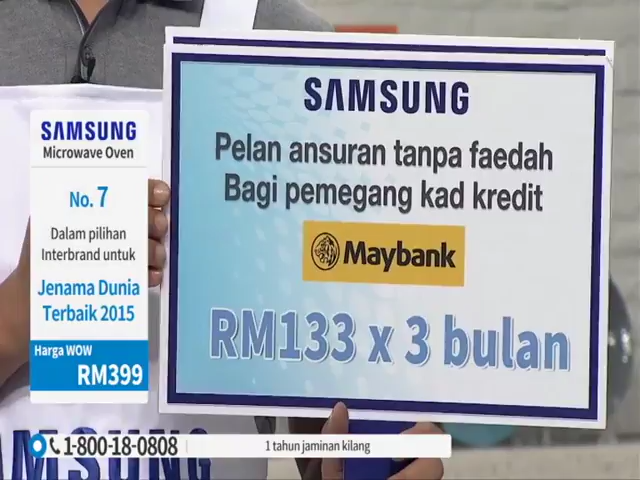 SAMSUNG
Pelan ansuran tanpa faedah
Bagi pemegang kad kredit
Maybank
RM133 x 3 bulan
SAMSUNG
Microwave Oven
No. 7
Dalam pilihan
Interbrand untuk
Jenama Dunia
Terbaik 2015
Harga WOW
RM399
1-800-18-0808
1 tahun jaminan kilang
AMSUNG